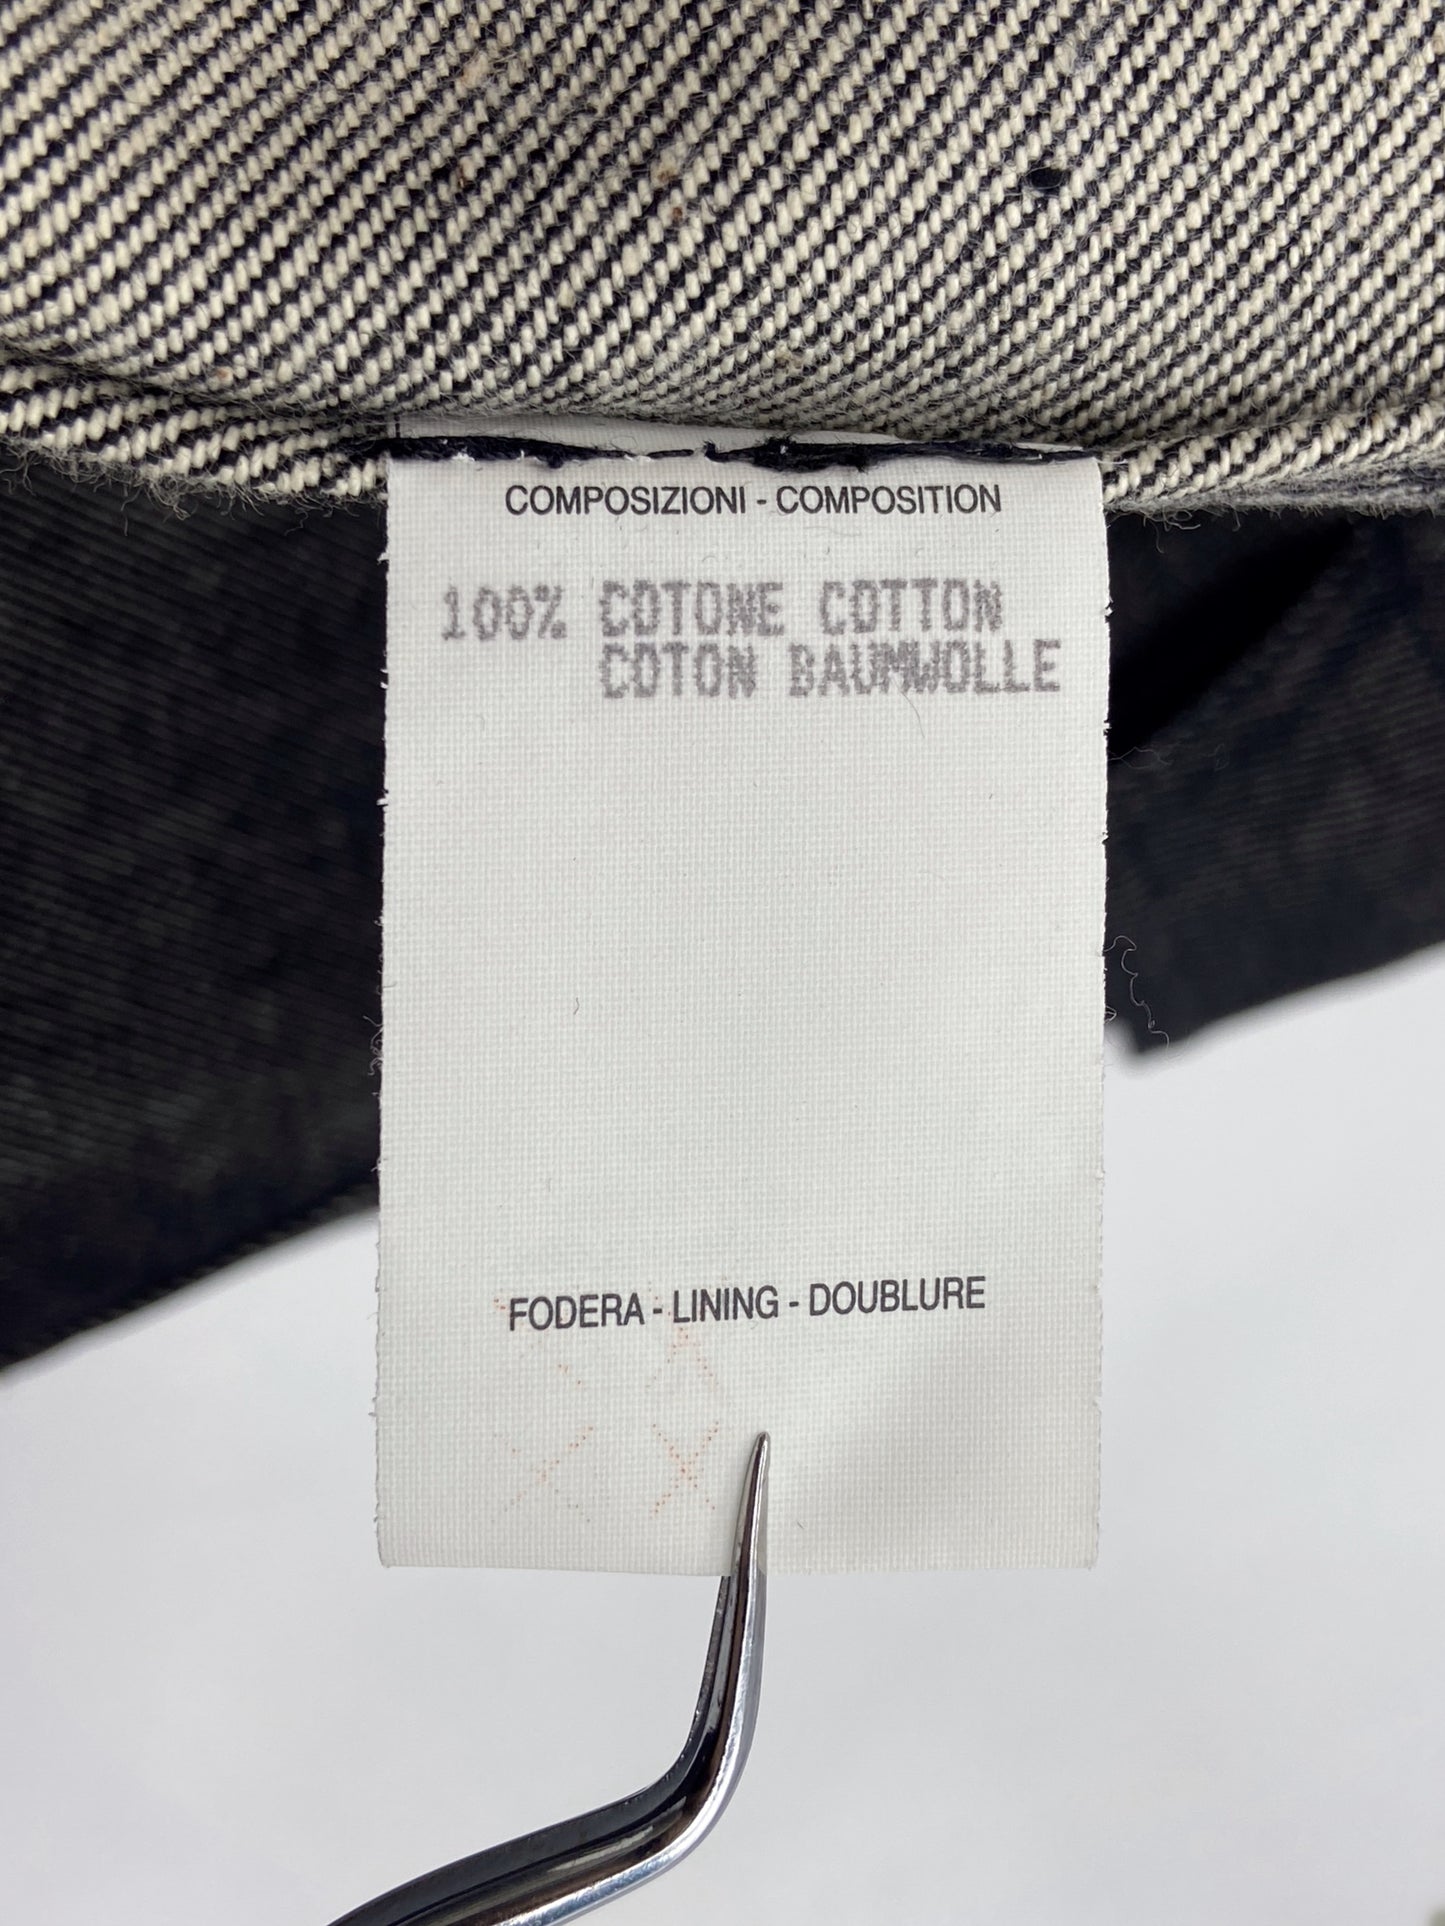 COMPOSIZIONI - COMPOSITION
100% COTONE COTTON
COTON BAUMWOLLE
FODERA - LINING - DOUBLURE